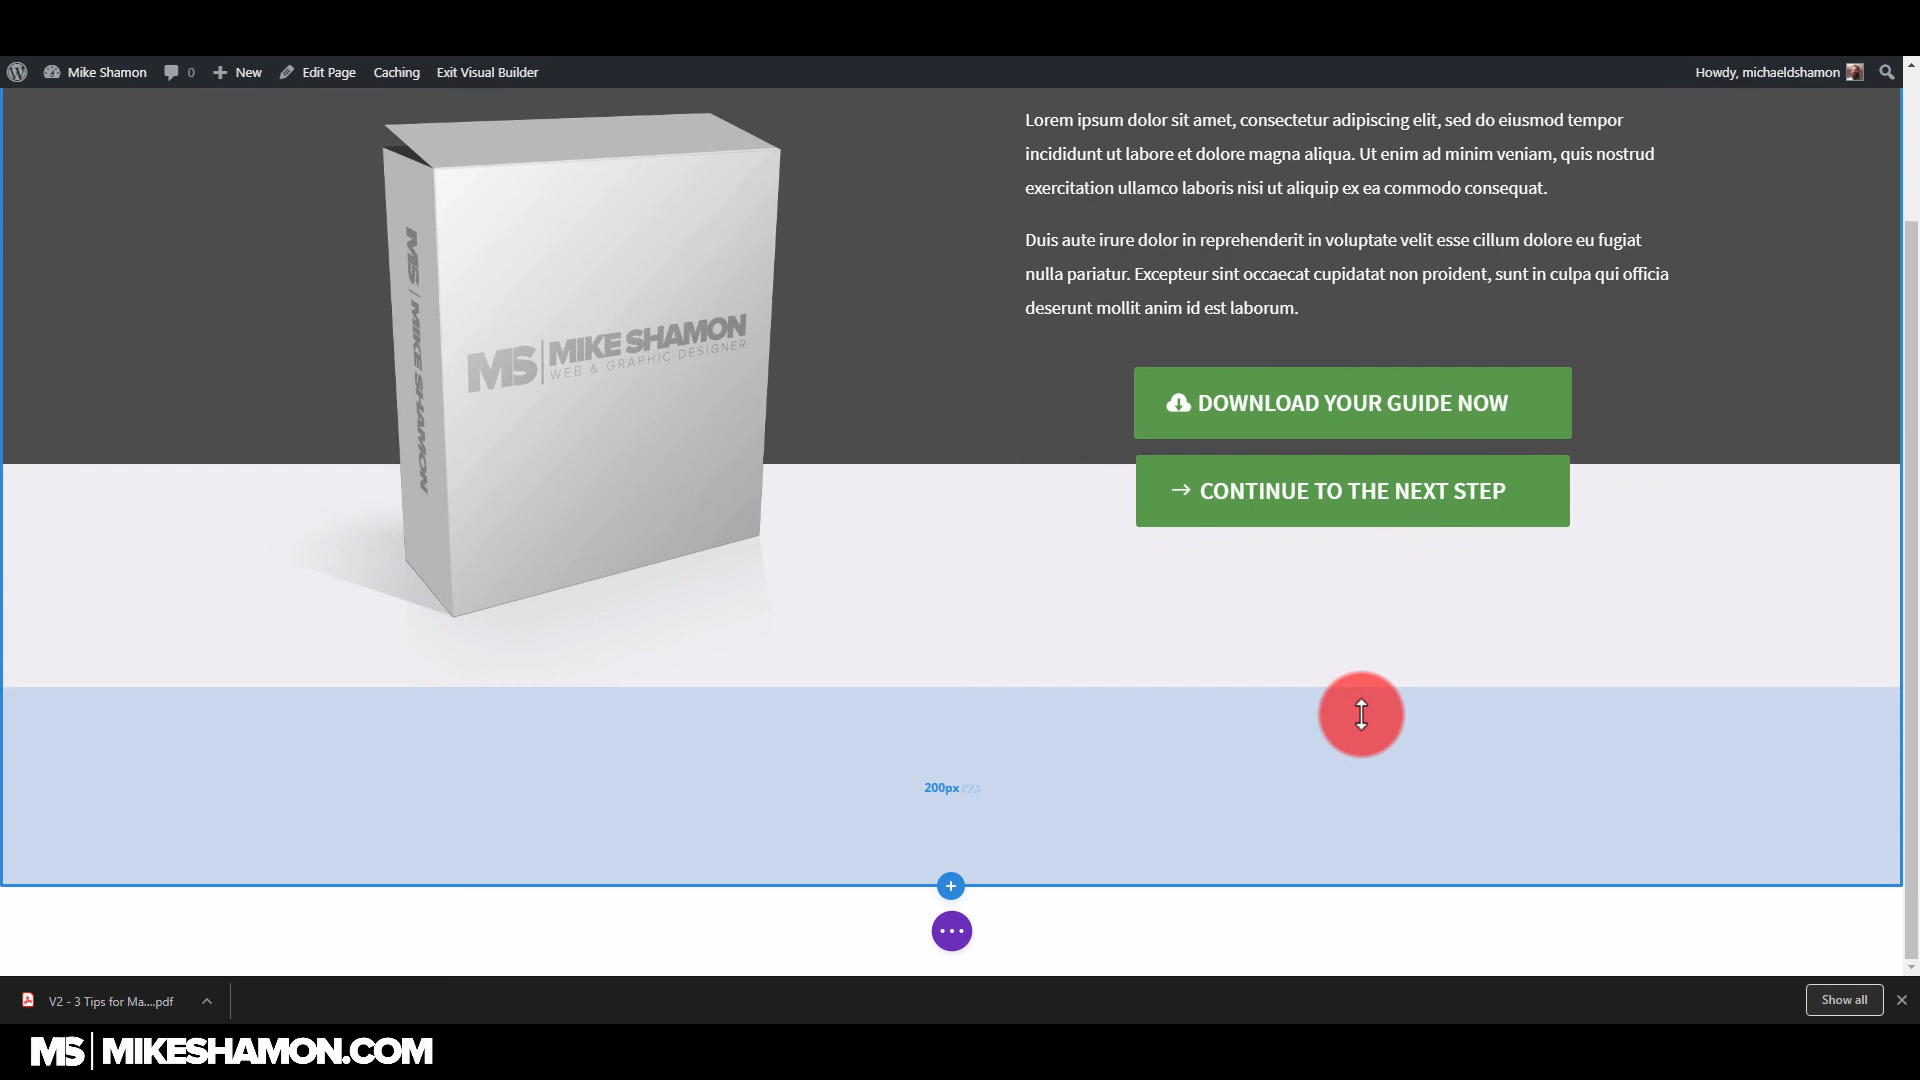 Mike Shamon 0 New Edit Page Caching Exit Visual Builder Howdy, michaeldshamon
Lorem ipsum dolor sit amet, consectetur adipiscing elit, sed do eiusmod tempor
incididunt ut labore et dolore magna aliqua. Ut enim ad minim veniam, quis nostrud
exercitation ullamco laboris nisi ut aliquip ex ea commodo consequat.
Duis aute irure dolor in reprehenderit in voluptate velit esse cillum dolore eu fugiat
nulla pariatur. Excepteur sint occaecat cupidatat non proident, sunt in culpa qui officia
deserunt mollit anim id est laborum.
MS | MIKE SHAMON
MS | MIKE SHAMON
WEB & GRAPHIC DESIGNER
DOWNLOAD YOUR GUIDE NOW
→ CONTINUE TO THE NEXT STEP
200px
V2 - 3 Tips for Ma....pdf
Show all
MS | MIKESHAMON.COM